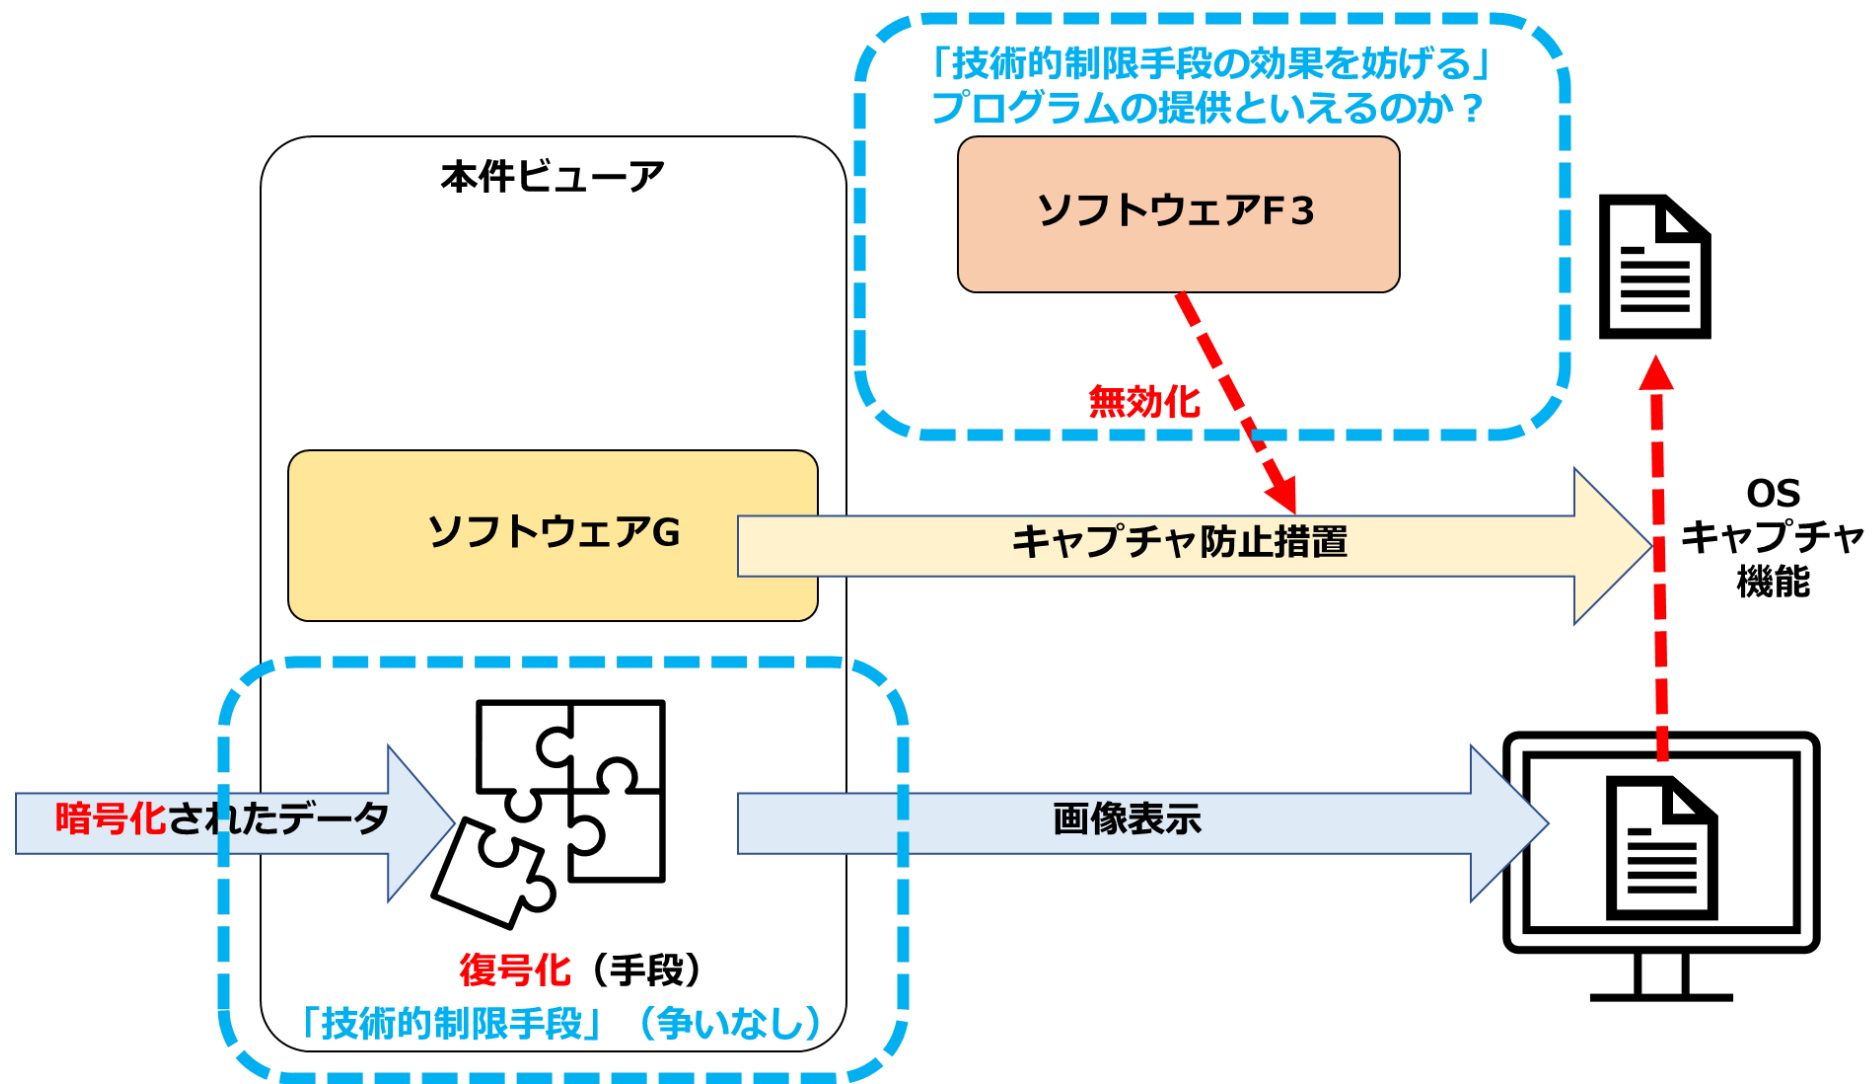 「技術的制限手段の効果を妨げる」
プログラムの提供といえるのか？
本件ビューア
ソフトウェアF３
無効化
ソフトウェアG
キャプチャ防止措置
OS
キャプチャ
機能
暗号化されたデータ
画像表示
復号化（手段）
「技術的制限手段」（争いなし）